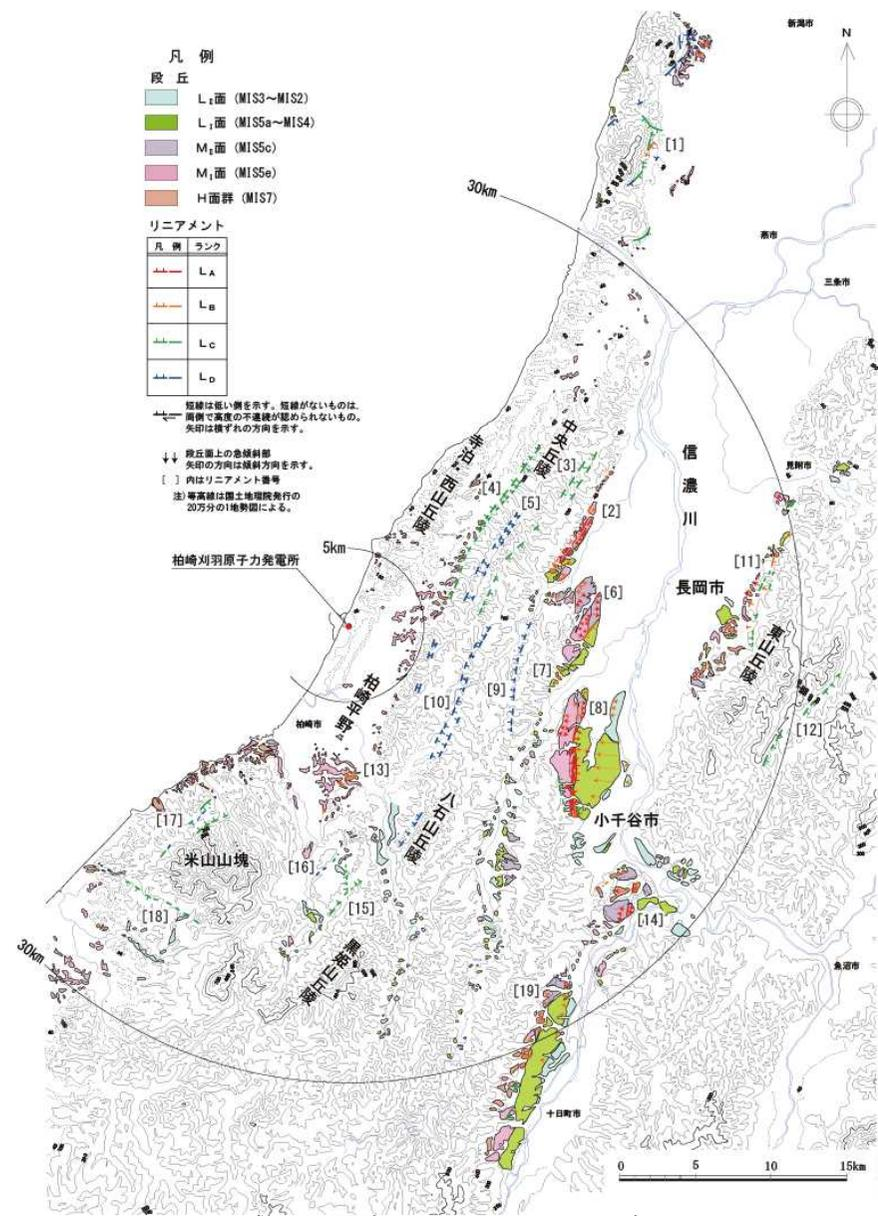 凡 例
段 丘
LⅡ面 (MIS3～MIS2)
LⅠ面 (MIS5a～MIS4)
MⅡ面 (MIS5c)
MⅠ面 (MIS5e)
H面群 (MIS7)
リニアメント
凡 例 ランク
LA
LB
LC
LD
短線は低い側を示す。短線がないものは、
両側で高度の不連続が認められないもの。
矢印は横ずれの方向を示す。
段丘面上の急傾斜部
矢印の方向は傾斜方向を示す。
[ ] 内はリニアメント番号
注)等高線は国土地理院発行の
20万分の1地勢図による。
新潟市
N
[1]
30km
燕市
三条市
寺泊・西山丘陵
中央丘陵
信濃川
見附市
[3]
[4]
[5]
[2]
5km
柏崎刈羽原子力発電所
[11]
[6]
長岡市
東山丘陵
[7]
柏崎平野
[9]
[10]
[8]
[12]
柏崎市
[13]
八石山丘陵
小千谷市
[17]
米山山塊
[16]
[15]
[18]
[14]
黒姫山丘陵
30km
魚沼市
[19]
十日町市
0 5 10 15km